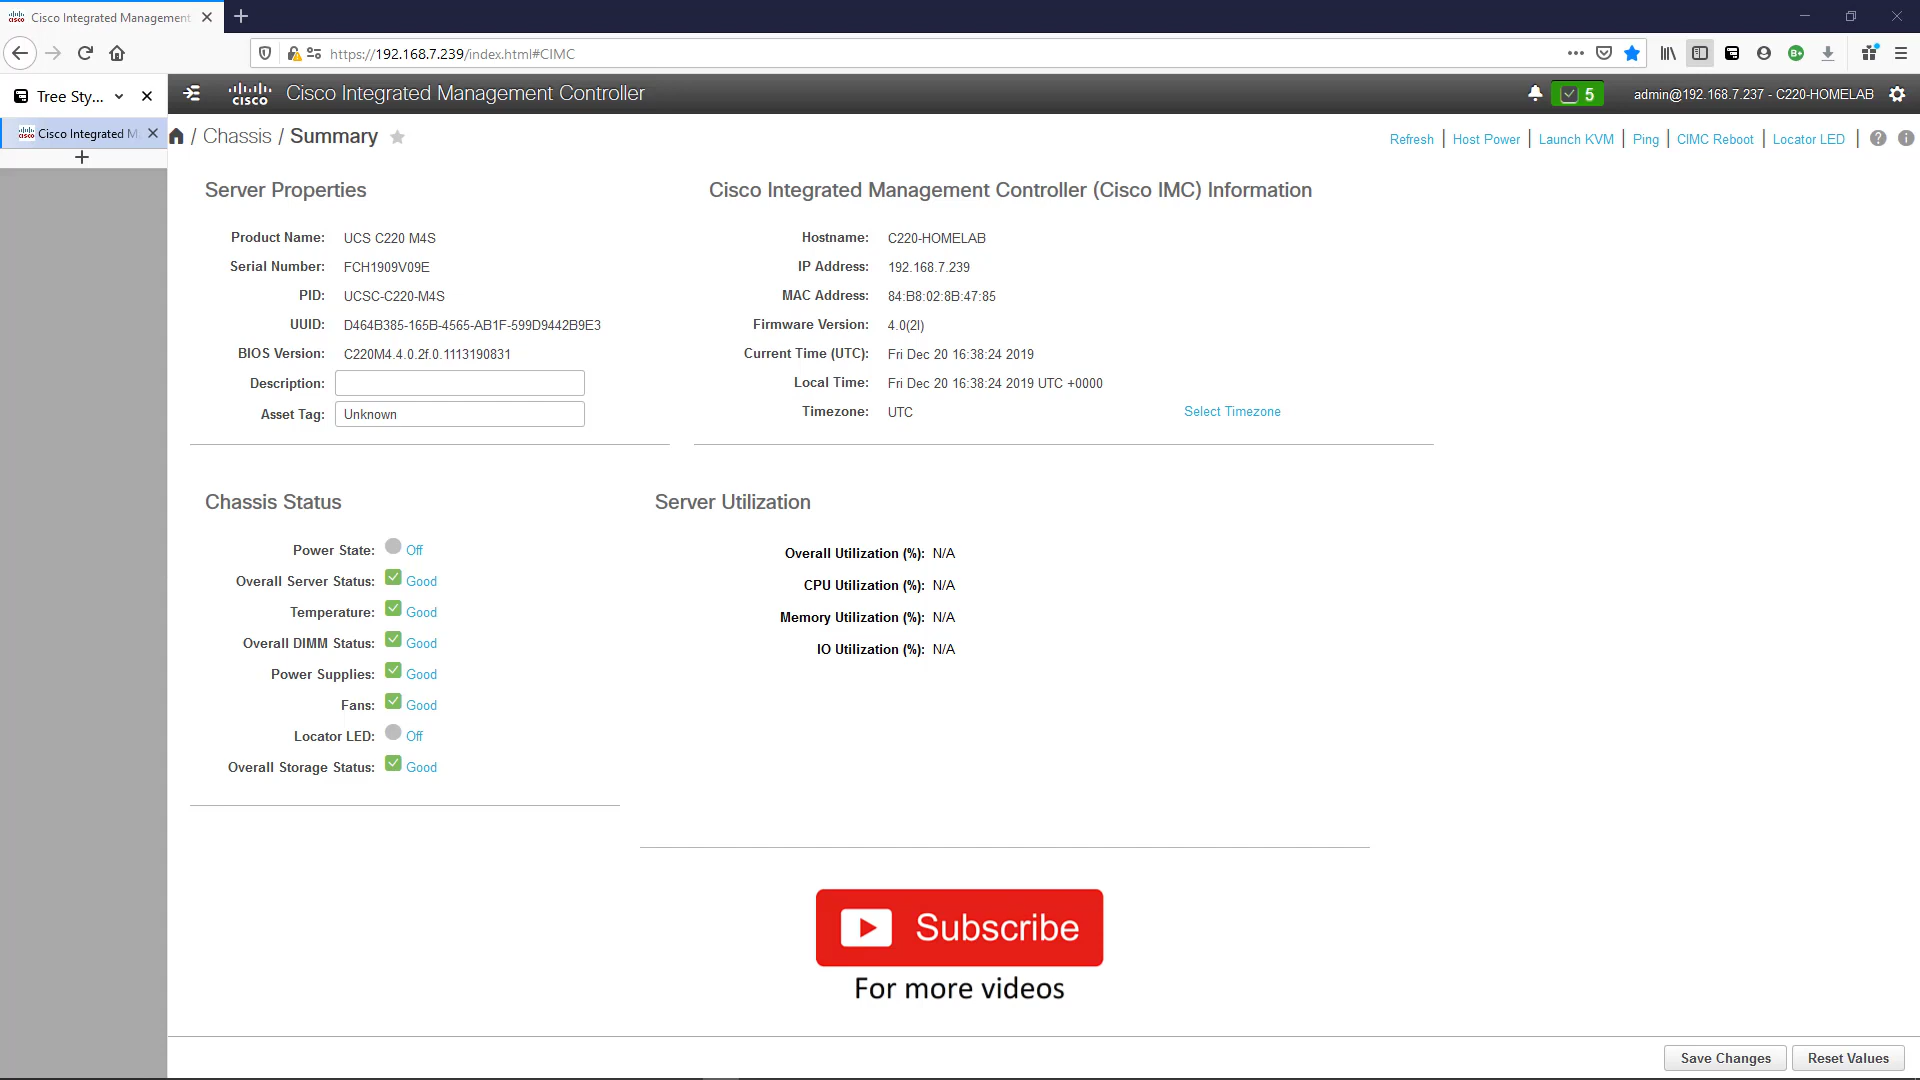 Cisco Integrated Management
https://192.168.7.239/index.html#CIMC
Tree Sty...
cisco Cisco Integrated Management Controller
5
admin@192.168.7.237 - C220-HOMELAB
Cisco Integrated M
/ Chassis / Summary
Refresh | Host Power | Launch KVM | Ping | CIMC Reboot | Locator LED |
Server Properties
Product Name: UCS C220 M4S
Serial Number: FCH1909V09E
PID: UCSC-C220-M4S
UUID: D464B385-165B-4565-AB1F-599D9442B9E3
BIOS Version: C220M4.4.0.2f.0.1113190831
Description:
Asset Tag: Unknown
Cisco Integrated Management Controller (Cisco IMC) Information
Hostname: C220-HOMELAB
IP Address: 192.168.7.239
MAC Address: 84:B8:02:8B:47:85
Firmware Version: 4.0(2l)
Current Time (UTC): Fri Dec 20 16:38:24 2019
Local Time: Fri Dec 20 16:38:24 2019 UTC +0000
Timezone: UTC Select Timezone
Chassis Status
Power State: Off
Overall Server Status: Good
Temperature: Good
Overall DIMM Status: Good
Power Supplies: Good
Fans: Good
Locator LED: Off
Overall Storage Status: Good
Server Utilization
Overall Utilization (%): N/A
CPU Utilization (%): N/A
Memory Utilization (%): N/A
IO Utilization (%): N/A
Subscribe
For more videos
Save Changes Reset Values